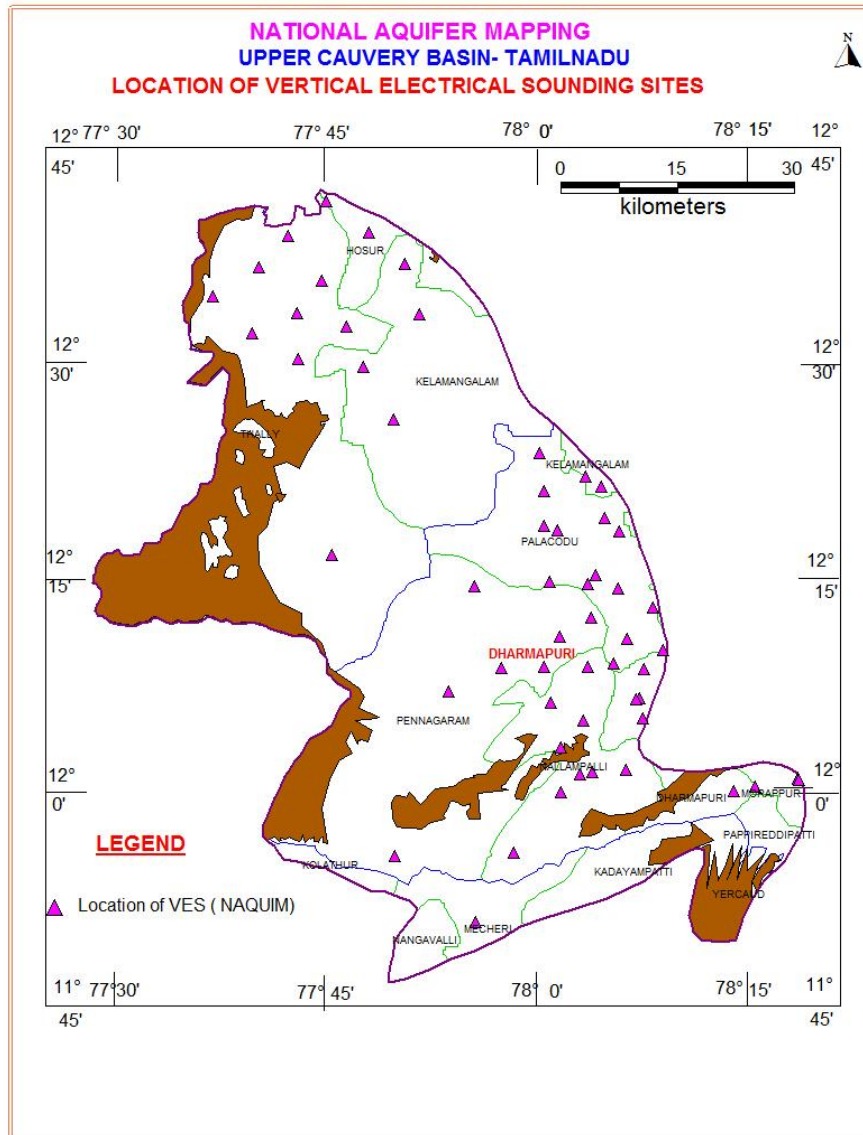 NATIONAL AQUIFER MAPPING
UPPER CAUVERY BASIN- TAMILNADU
LOCATION OF VERTICAL ELECTRICAL SOUNDING SITES
N
12° 77° 30' 77° 45' 78° 0' 78° 15' 12°
45' 45'
0 15 30
kilometers
HOSUR
12° 12°
30' 30'
KELAMANGALAM
THALLY
KELAMANGALAM
PALACODU
12° 12°
15' 15'
DHARMAPURI
PENNAGARAM
NALLAMPALLI
12° 12°
0' 0'
DHARMAPURI MORAPPUR
PAPPIREDDIPATTI
LEGEND
KOLATHUR
KADAYAMPATTI
YERCAUD
Location of VES ( NAQUIM)
MECHERI
NANGAVALLI
11° 77° 30' 77° 45' 78° 0' 78° 15' 11°
45' 45'